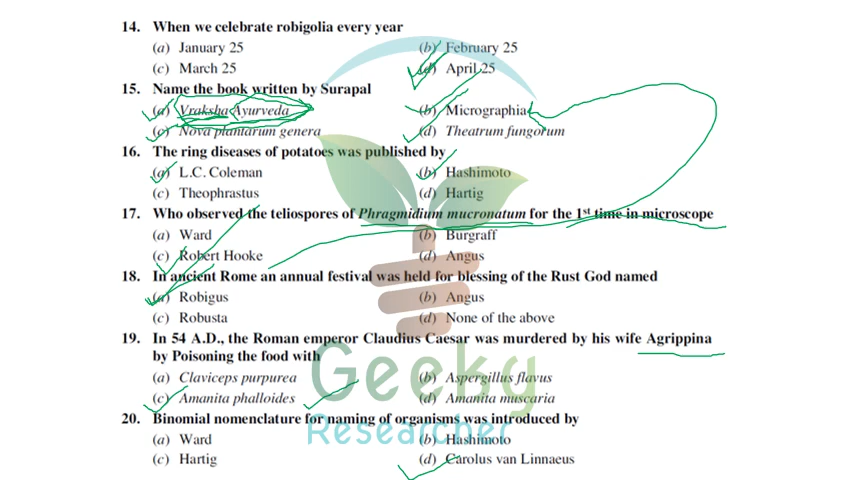 14. When we celebrate robigolia every year
(a) January 25 (b) February 25
(c) March 25 (d) April 25
15. Name the book written by Surapal
(a) Vraksha Ayurveda (b) Micrographia
(c) Nova plantarum genera (d) Theatrum fungorum
16. The ring diseases of potatoes was published by
(a) L.C. Coleman (b) Hashimoto
(c) Theophrastus (d) Hartig
17. Who observed the teliospores of Phragmidium mucronatum for the 1st time in microscope
(a) Ward (b) Burgraff
(c) Robert Hooke (d) Angus
18. In ancient Rome an annual festival was held for blessing of the Rust God named
(a) Robigus (b) Angus
(c) Robusta (d) None of the above
19. In 54 A.D., the Roman emperor Claudius Caesar was murdered by his wife Agrippina
by Poisoning the food with
(a) Claviceps purpurea (b) Aspergillus flavus
(c) Amanita phalloides (d) Amanita muscaria
20. Binomial nomenclature for naming of organisms was introduced by
(a) Ward (b) Hashimoto
(c) Hartig (d) Carolus van Linnaeus
Geeky
Researcher